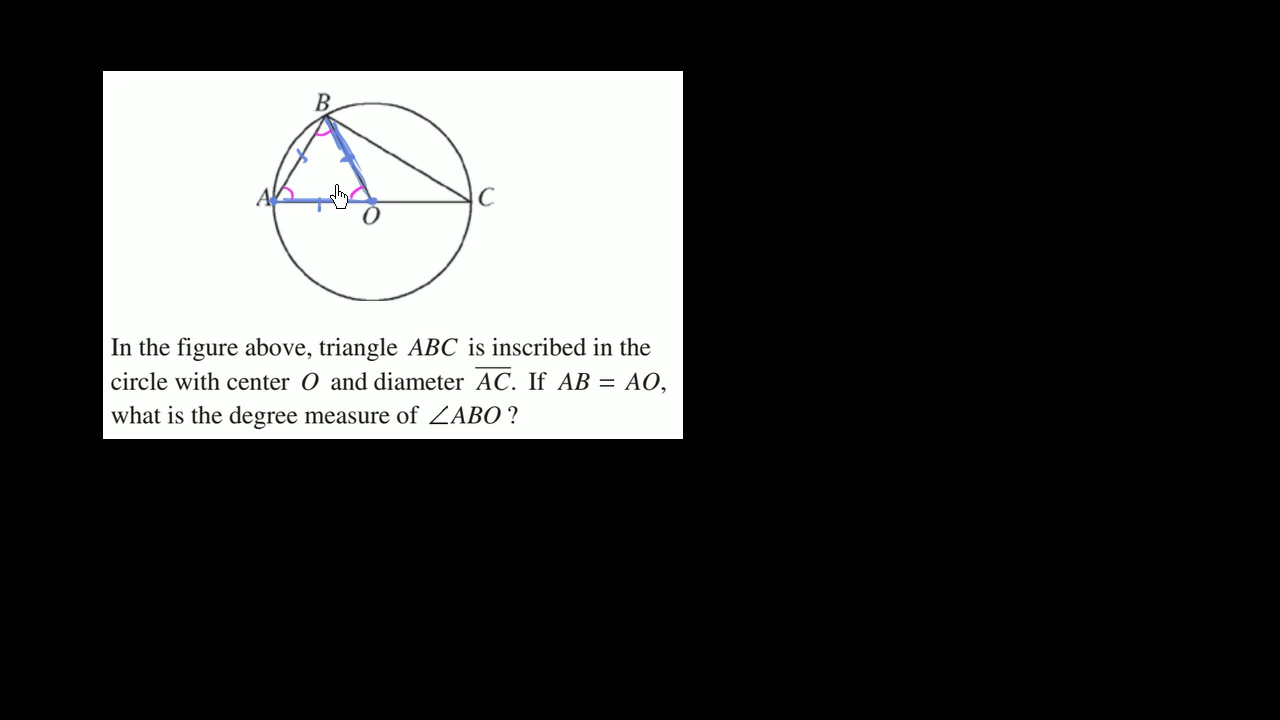 B
A
C
O
In the figure above, triangle ABC is inscribed in the
circle with center O and diameter A̅C̅. If AB = AO,
what is the degree measure of ∠ABO ?